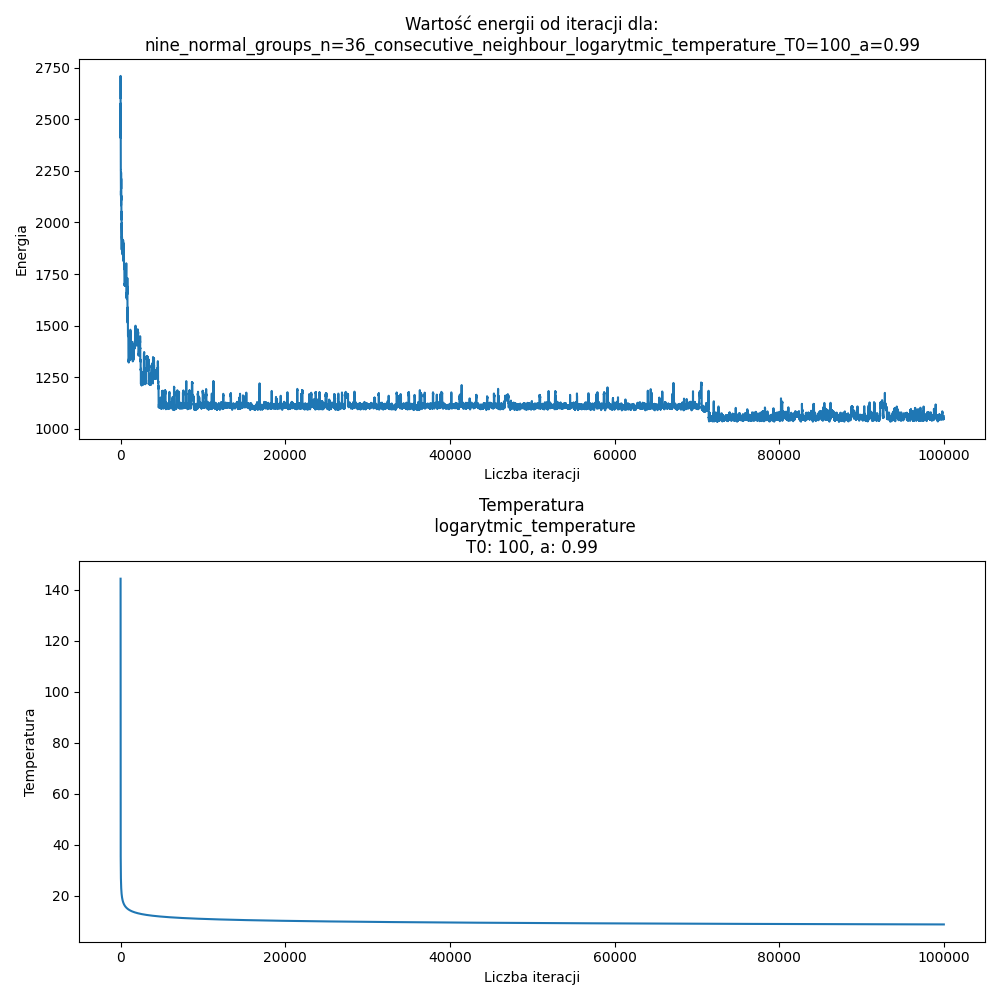 Wartość energii od iteracji dla:
nine_normal_groups_n=36_consecutive_neighbour_logarytmic_temperature_T0=100_a=0.99
2750
2500
2250
2000
1750
1500
1250
1000
Energia
0 20000 40000 60000 80000 100000
Liczba iteracji
Temperatura
logarytmic_temperature
T0: 100, a: 0.99
140
120
100
80
60
40
20
Temperatura
0 20000 40000 60000 80000 100000
Liczba iteracji